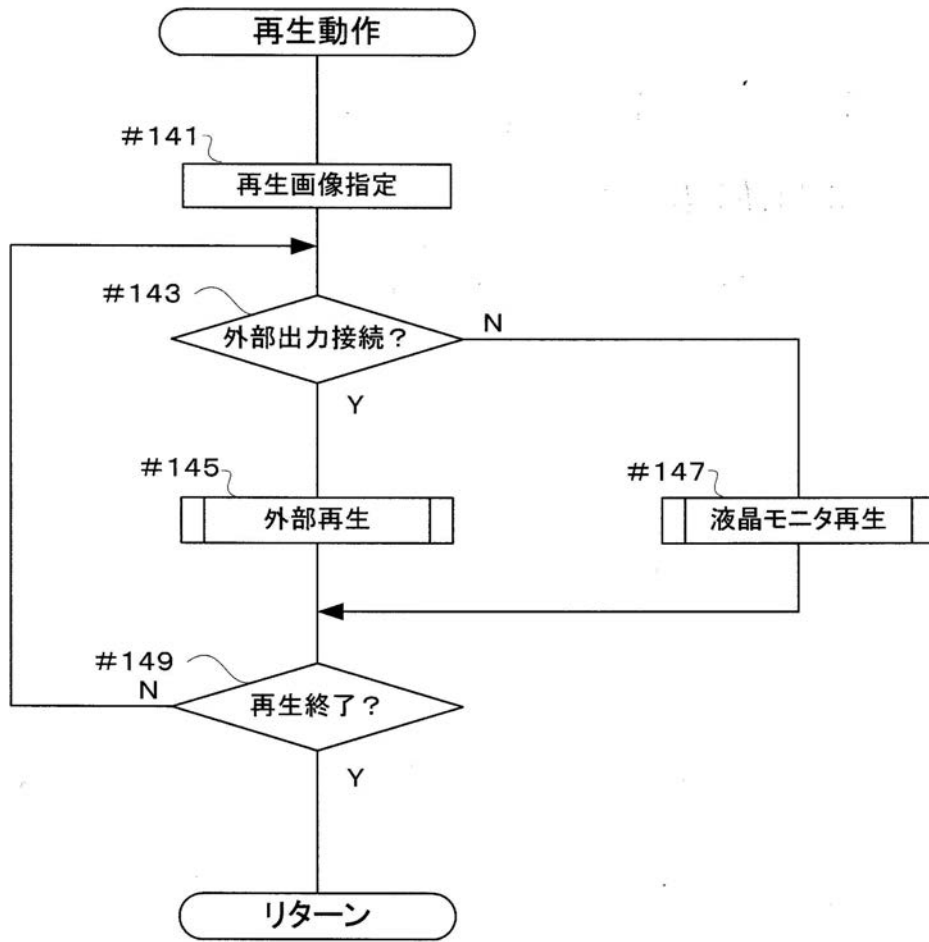 再生動作
#141
再生画像指定
#143
外部出力接続?
N
Y
#145
外部再生
#147
液晶モニタ再生
#149
N
再生終了?
Y
リターン